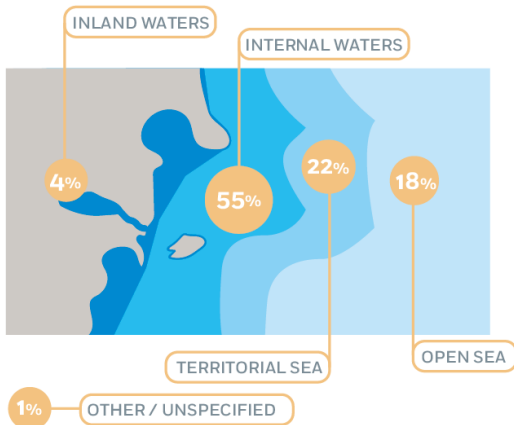 INLAND WATERS
INTERNAL WATERS
4%
55%
22%
18%
TERRITORIAL SEA
OPEN SEA
1%
OTHER / UNSPECIFIED